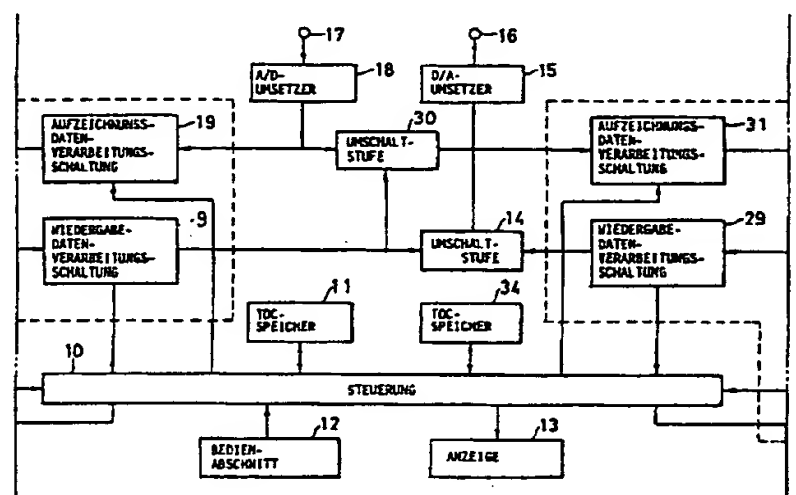 17
16
A/D-
UMSETZER
18
D/A-
UMSETZER
15
AUFZEICHNUNGS-
DATEN-
VERARBEITUNGS-
SCHALTUNG
19
UMSCHALT-
STUFE
30
AUFZEICHNUNGS-
DATEN-
VERARBEITUNGS-
SCHALTUNG
31
WIEDERGABE-
DATEN-
VERARBEITUNGS-
SCHALTUNG
9
UMSCHALT-
STUFE
14
WIEDERGABE-
DATEN-
VERARBEITUNGS-
SCHALTUNG
29
TOC-
SPEICHER
11
TOC-
SPEICHER
34
10
STEUERUNG
BEDIEN-
ABSCHNITT
12
ANZEIGE
13